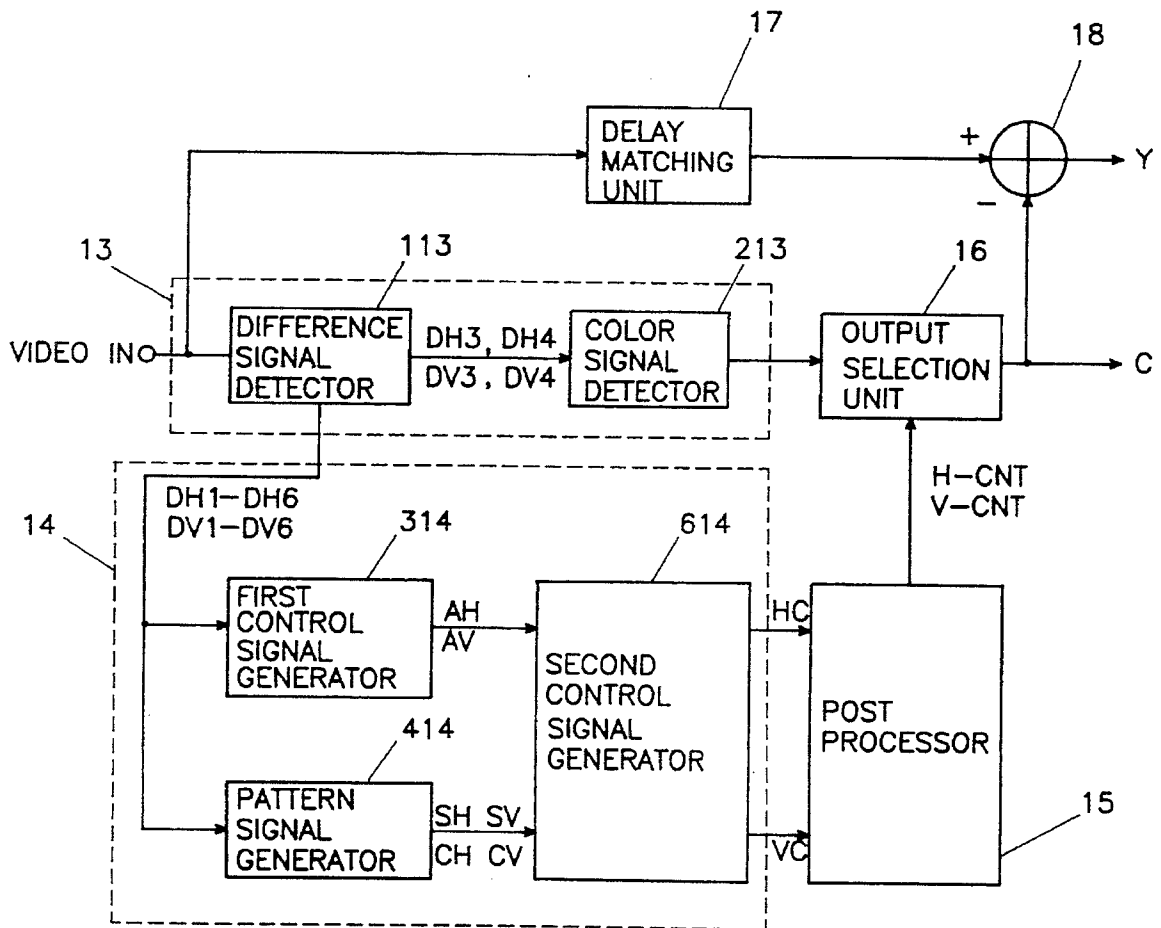 17
18
DELAY
MATCHING
UNIT
+
−
Y
13
113
213
16
VIDEO IN
DIFFERENCE
SIGNAL
DETECTOR
DH3, DH4
DV3, DV4
COLOR
SIGNAL
DETECTOR
OUTPUT
SELECTION
UNIT
C
DH1-DH6
DV1-DV6
H-CNT
V-CNT
14
314
614
FIRST
CONTROL
SIGNAL
GENERATOR
AH
AV
SECOND
CONTROL
SIGNAL
GENERATOR
HC
POST
PROCESSOR
414
PATTERN
SIGNAL
GENERATOR
SH SV
CH CV
VC
15